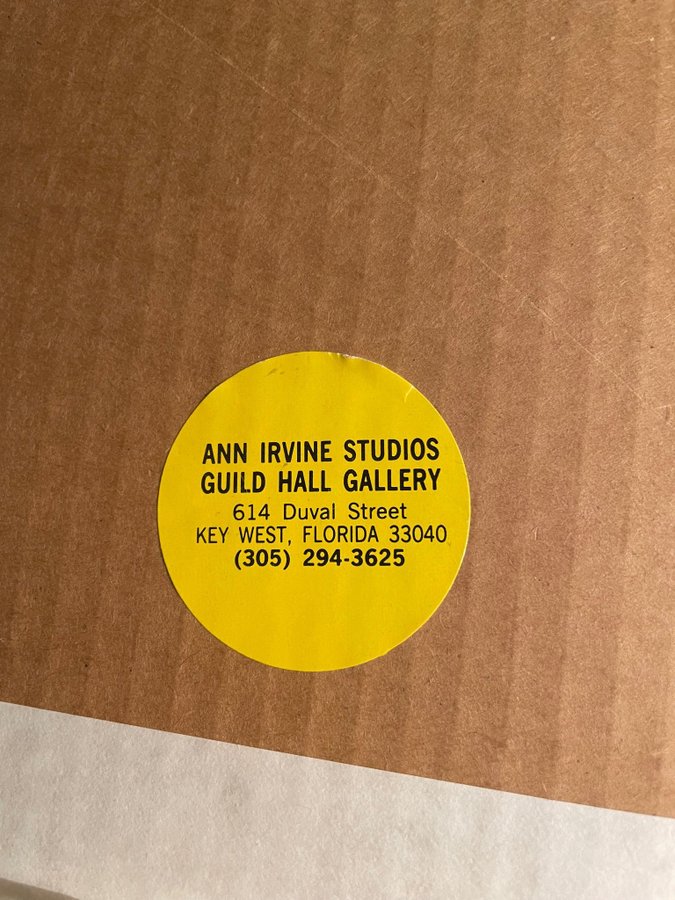 ANN IRVINE STUDIOS
GUILD HALL GALLERY
614 Duval Street
KEY WEST, FLORIDA 33040
(305) 294-3625